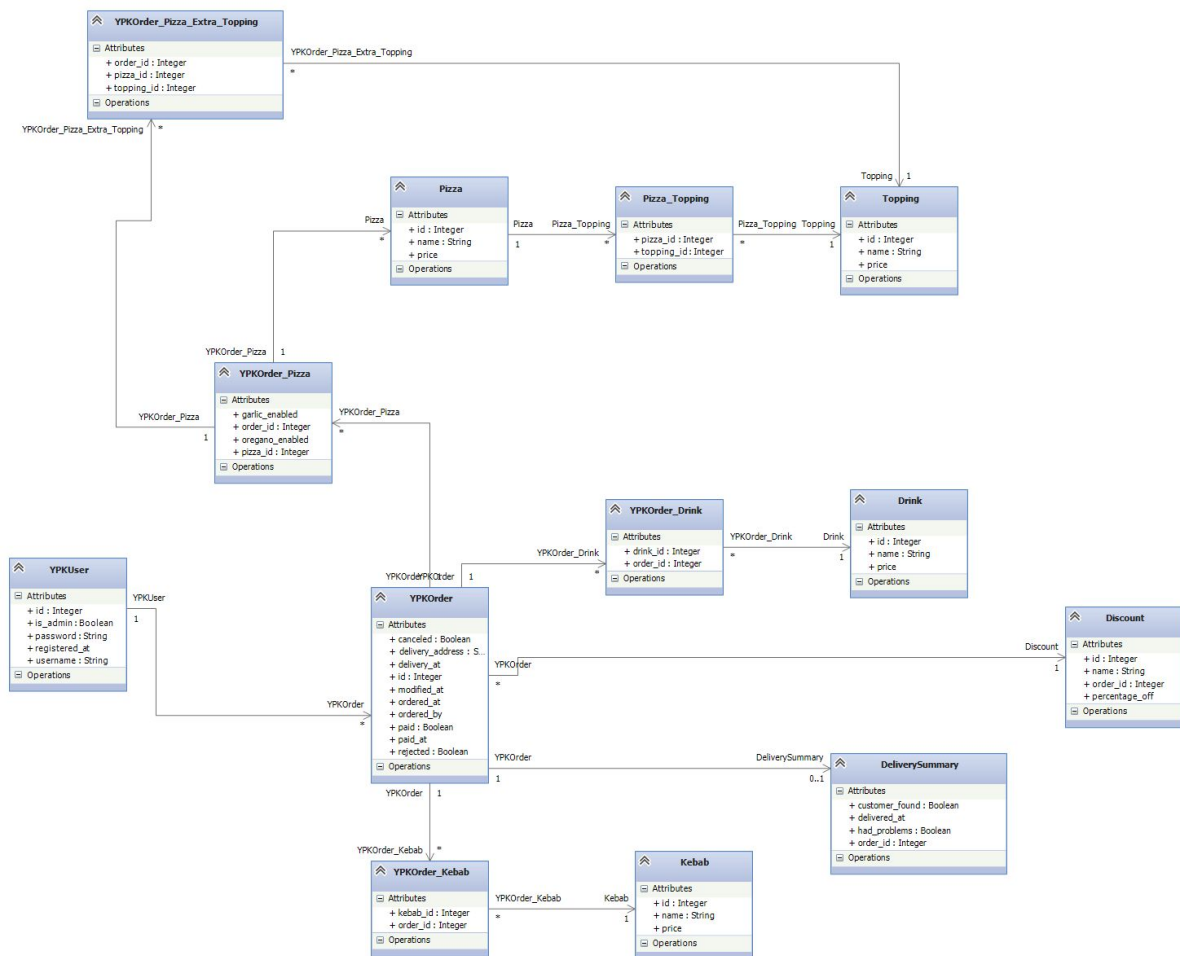 YPKOrder_Pizza_Extra_Topping
Attributes
+ order_id : Integer
+ pizza_id : Integer
+ topping_id : Integer
Operations
YPKOrder_Pizza_Extra_Topping
*
YPKOrder_Pizza_Extra_Topping
*
Topping
1
Pizza
Attributes
+ id : Integer
+ name : String
+ price
Operations
Pizza
1
Pizza_Topping
*
Pizza_Topping
Attributes
+ pizza_id : Integer
+ topping_id : Integer
Operations
Pizza_Topping
*
Topping
1
Topping
Attributes
+ id : Integer
+ name : String
+ price
Operations
Pizza
*
YPKOrder_Pizza
1
YPKOrder_Pizza
Attributes
+ garlic_enabled
+ order_id : Integer
+ oregano_enabled
+ pizza_id : Integer
Operations
YPKOrder_Pizza
1
YPKOrder_Pizza
*
YPKOrder_Drink
Attributes
+ drink_id : Integer
+ order_id : Integer
Operations
YPKOrder_Drink
*
Drink
1
Drink
Attributes
+ id : Integer
+ name : String
+ price
Operations
YPKOrder_Drink
*
YPKUser
Attributes
+ id : Integer
+ is_admin : Boolean
+ password : String
+ registered_at
+ username : String
Operations
YPKUser
1
YPKOrder
*
YPKOrder
1
YPKOrder
1
YPKOrder
Attributes
+ canceled : Boolean
+ delivery_address : S...
+ delivery_at
+ id : Integer
+ modified_at
+ ordered_at
+ ordered_by
+ paid : Boolean
+ paid_at
+ rejected : Boolean
Operations
YPKOrder
*
Discount
1
Discount
Attributes
+ id : Integer
+ name : String
+ order_id : Integer
+ percentage_off
Operations
YPKOrder
1
DeliverySummary
0..1
DeliverySummary
Attributes
+ customer_found : Boolean
+ delivered_at
+ had_problems : Boolean
+ order_id : Integer
Operations
YPKOrder
1
YPKOrder_Kebab
*
YPKOrder_Kebab
Attributes
+ kebab_id : Integer
+ order_id : Integer
Operations
YPKOrder_Kebab
*
Kebab
1
Kebab
Attributes
+ id : Integer
+ name : String
+ price
Operations